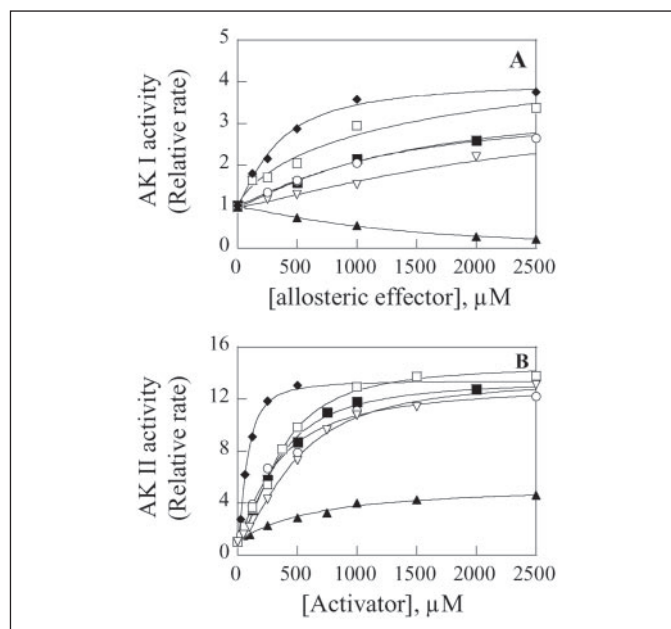 A
AK I activity
(Relative rate)
5
4
3
2
1
0
0 500 1000 1500 2000 2500
[allosteric effector], µM
B
AK II activity
(Relative rate)
16
12
8
4
0
0 500 1000 1500 2000 2500
[Activator], µM